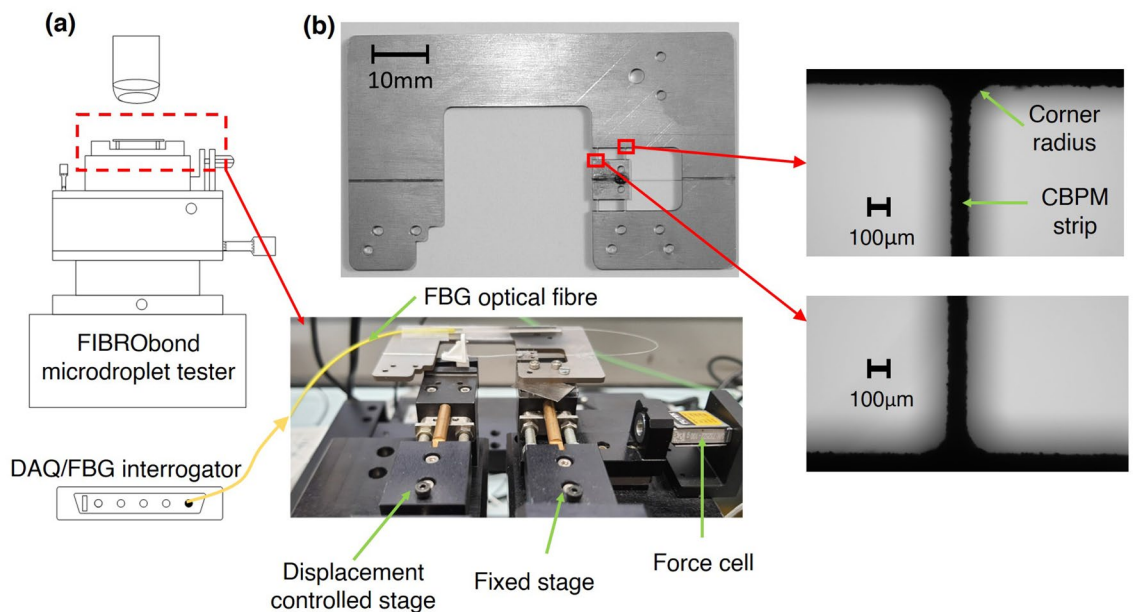 (a)
(b)
10mm
Corner
radius
CBPM
strip
100μm
FBG optical fibre
FIBRObond
microdroplet tester
100μm
DAQ/FBG interrogator
Displacement
controlled stage
Fixed stage
Force cell